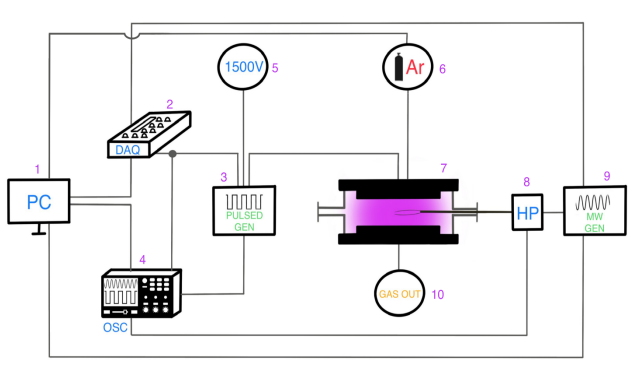 1500V 5
Ar 6
2
DAQ
1
PC
3
PULSED
GEN
7
8
HP
9
MW
GEN
4
OSC
GAS OUT 10